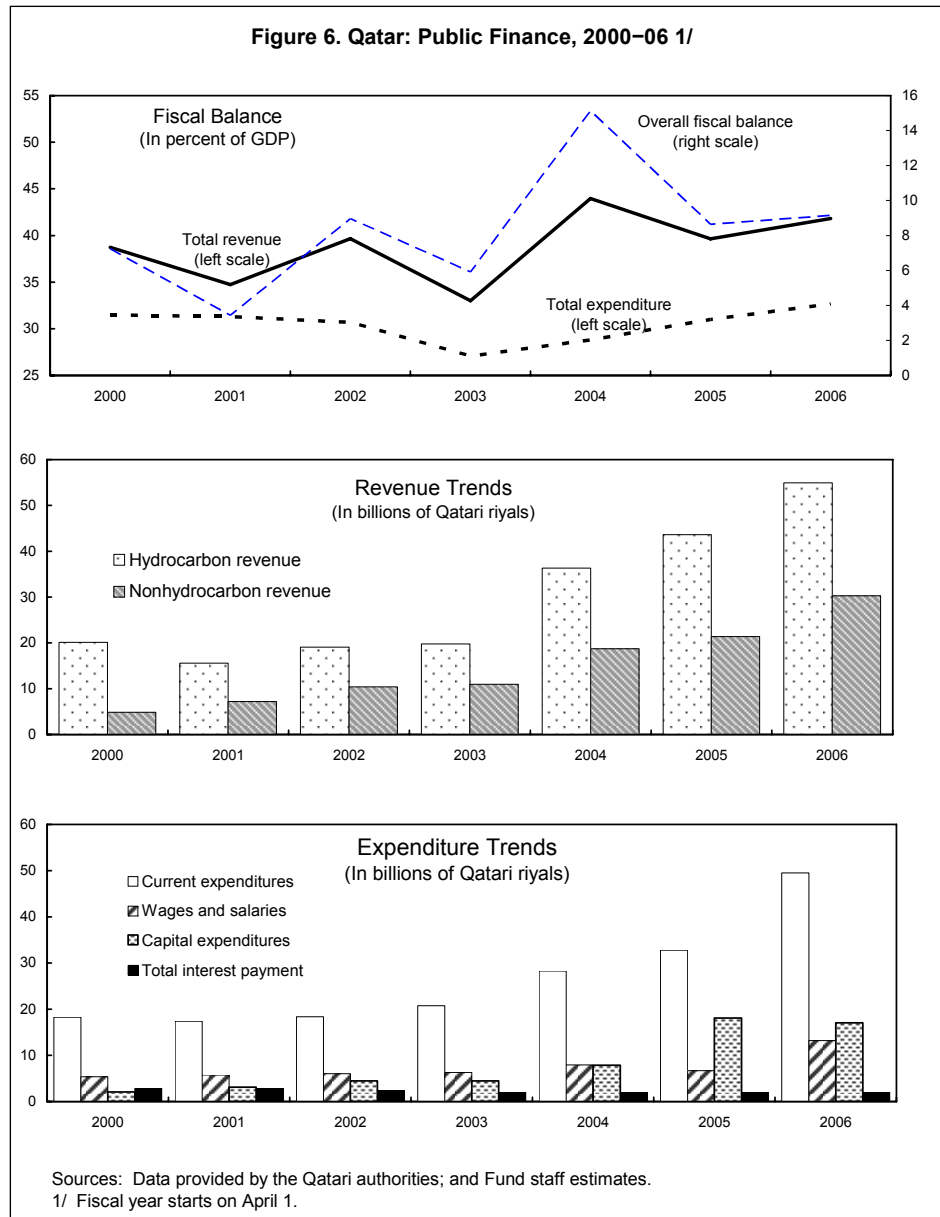 Figure 6. Qatar: Public Finance, 2000−06 1/
Fiscal Balance
(In percent of GDP)
Overall fiscal balance
(right scale)
Total revenue
(left scale)
Total expenditure
(left scale)
55
50
45
40
35
30
25
16
14
12
10
8
6
4
2
0
2000 2001 2002 2003 2004 2005 2006
Revenue Trends
(In billions of Qatari riyals)
Hydrocarbon revenue
Nonhydrocarbon revenue
60
50
40
30
20
10
0
2000 2001 2002 2003 2004 2005 2006
Expenditure Trends
(In billions of Qatari riyals)
Current expenditures
Wages and salaries
Capital expenditures
Total interest payment
60
50
40
30
20
10
0
2000 2001 2002 2003 2004 2005 2006
Sources: Data provided by the Qatari authorities; and Fund staff estimates.
1/ Fiscal year starts on April 1.